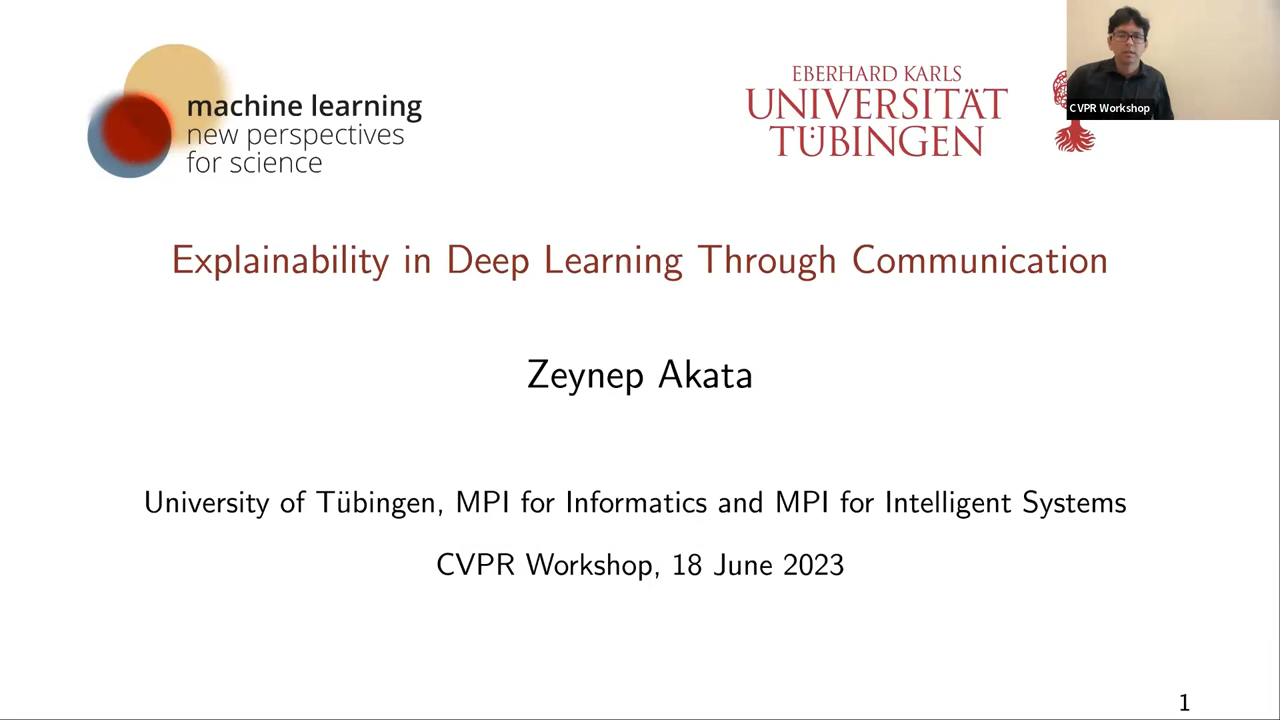 machine learning
new perspectives
for science
EBERHARD KARLS
UNIVERSITÄT
TÜBINGEN
CVPR Workshop
Explainability in Deep Learning Through Communication
Zeynep Akata
University of Tübingen, MPI for Informatics and MPI for Intelligent Systems
CVPR Workshop, 18 June 2023
1